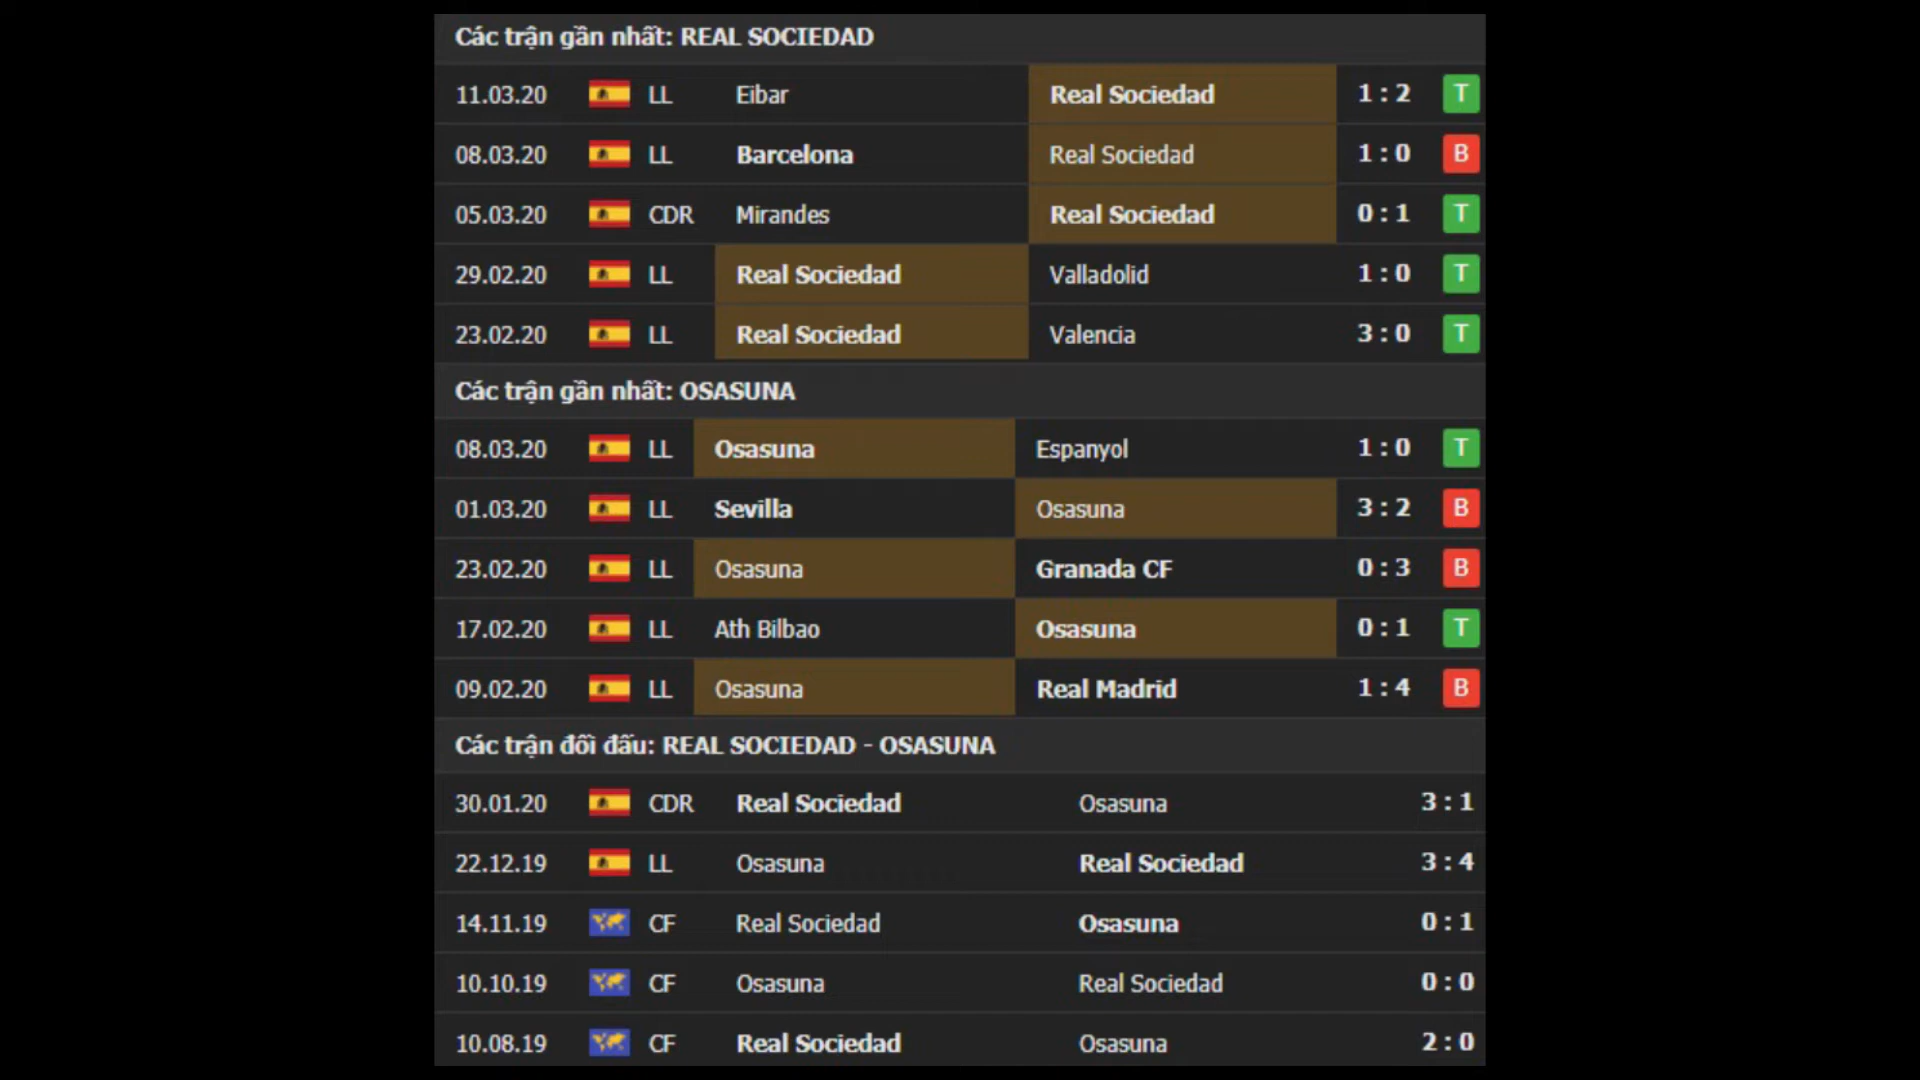 Các trận gần nhất: REAL SOCIEDAD
11.03.20 LL Eibar Real Sociedad 1 : 2 T
08.03.20 LL Barcelona Real Sociedad 1 : 0 B
05.03.20 CDR Mirandes Real Sociedad 0 : 1 T
29.02.20 LL Real Sociedad Valladolid 1 : 0 T
23.02.20 LL Real Sociedad Valencia 3 : 0 T
Các trận gần nhất: OSASUNA
08.03.20 LL Osasuna Espanyol 1 : 0 T
01.03.20 LL Sevilla Osasuna 3 : 2 B
23.02.20 LL Osasuna Granada CF 0 : 3 B
17.02.20 LL Ath Bilbao Osasuna 0 : 1 T
09.02.20 LL Osasuna Real Madrid 1 : 4 B
Các trận đối đấu: REAL SOCIEDAD - OSASUNA
30.01.20 CDR Real Sociedad Osasuna 3 : 1
22.12.19 LL Osasuna Real Sociedad 3 : 4
14.11.19 CF Real Sociedad Osasuna 0 : 1
10.10.19 CF Osasuna Real Sociedad 0 : 0
10.08.19 CF Real Sociedad Osasuna 2 : 0